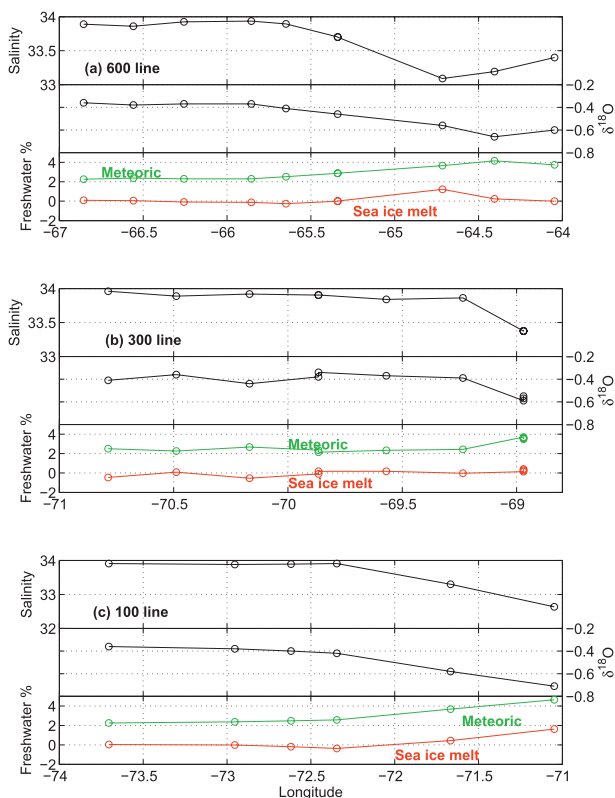 34
33.5
33
Salinity
(a) 600 line
−0.2
−0.4
−0.6
−0.8
δ18O
4
2
0
−2
Freshwater %
Meteoric
Sea ice melt
−67 −66.5 −66 −65.5 −65 −64.5 −64
34
33.5
33
Salinity
(b) 300 line
−0.2
−0.4
−0.6
−0.8
δ18O
4
2
0
−2
Freshwater %
Meteoric
Sea ice melt
−71 −70.5 −70 −69.5 −69
34
33
32
Salinity
(c) 100 line
−0.2
−0.4
−0.6
−0.8
δ18O
4
2
0
−2
Freshwater %
Meteoric
Sea ice melt
−74 −73.5 −73 −72.5 −72 −71.5 −71
Longitude